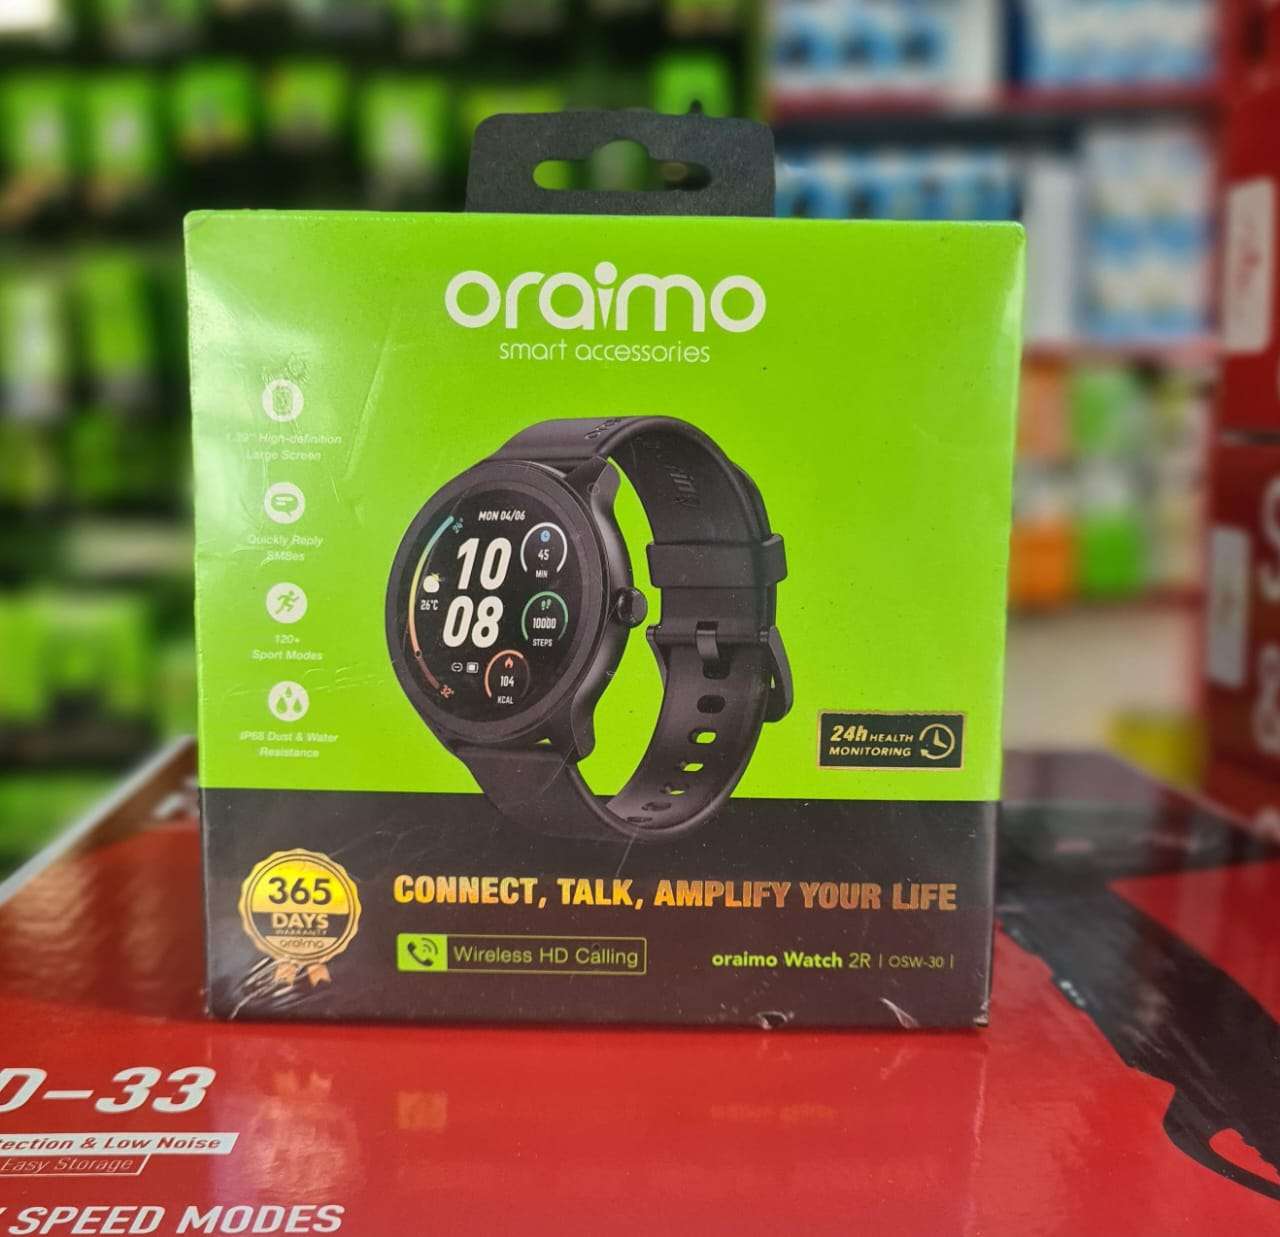 oraimo
smart accessories
1.39" High-definition
Large Screen
Quickly Reply
SMSes
120+
Sport Modes
IP68 Dust & Water
Resistance
MON 04/06
10
08
26°C
45
MIN
10000
STEPS
104
KCAL
32°
24h HEALTH
MONITORING
365
DAYS
WARRANTY
oraimo
CONNECT, TALK, AMPLIFY YOUR LIFE
Wireless HD Calling
oraimo Watch 2R | OSW-30 |
D-33
tection & Low Noise
Easy Storage
SPEED MODES